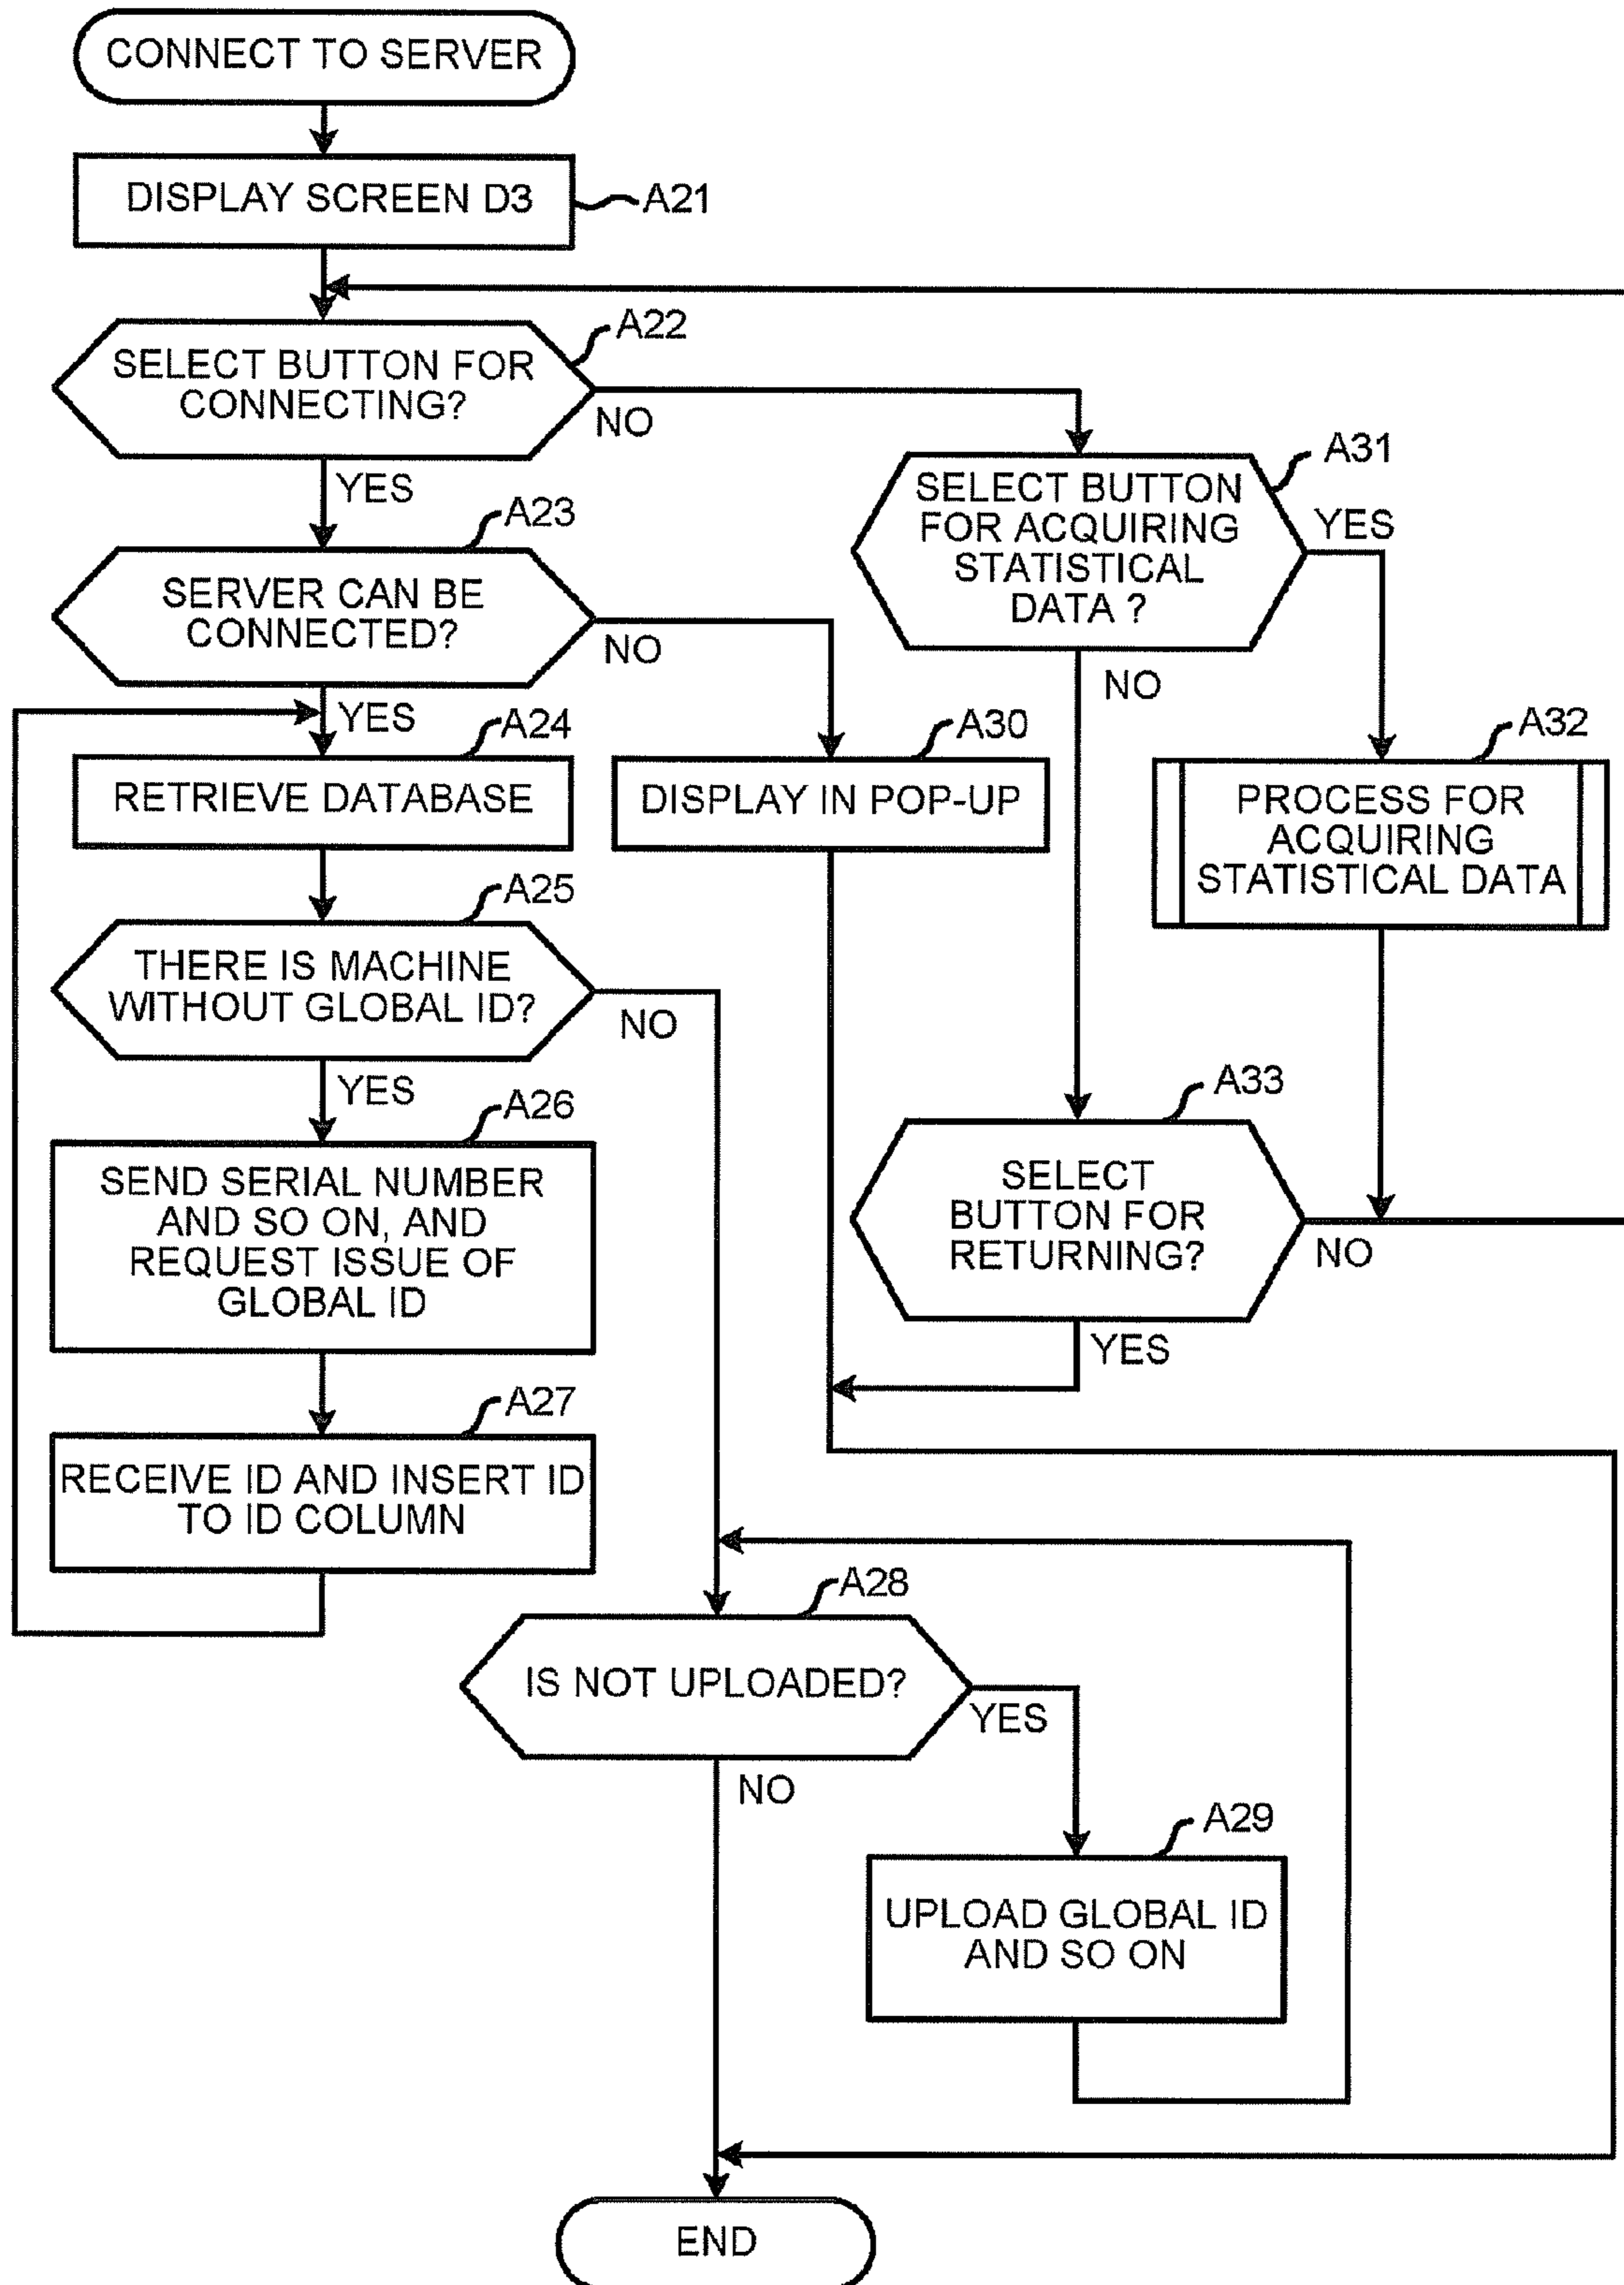 CONNECT TO SERVER
DISPLAY SCREEN D3
A21
A22
SELECT BUTTON FOR
CONNECTING?
NO
YES
A31
SELECT BUTTON
FOR ACQUIRING
STATISTICAL
DATA ?
YES
NO
A23
SERVER CAN BE
CONNECTED?
NO
YES
A24
RETRIEVE DATABASE
A30
DISPLAY IN POP-UP
A32
PROCESS FOR
ACQUIRING
STATISTICAL DATA
A25
THERE IS MACHINE
WITHOUT GLOBAL ID?
NO
YES
A33
SELECT
BUTTON FOR
RETURNING?
NO
YES
A26
SEND SERIAL NUMBER
AND SO ON, AND
REQUEST ISSUE OF
GLOBAL ID
A27
RECEIVE ID AND INSERT ID
TO ID COLUMN
A28
IS NOT UPLOADED?
YES
NO
A29
UPLOAD GLOBAL ID
AND SO ON
END